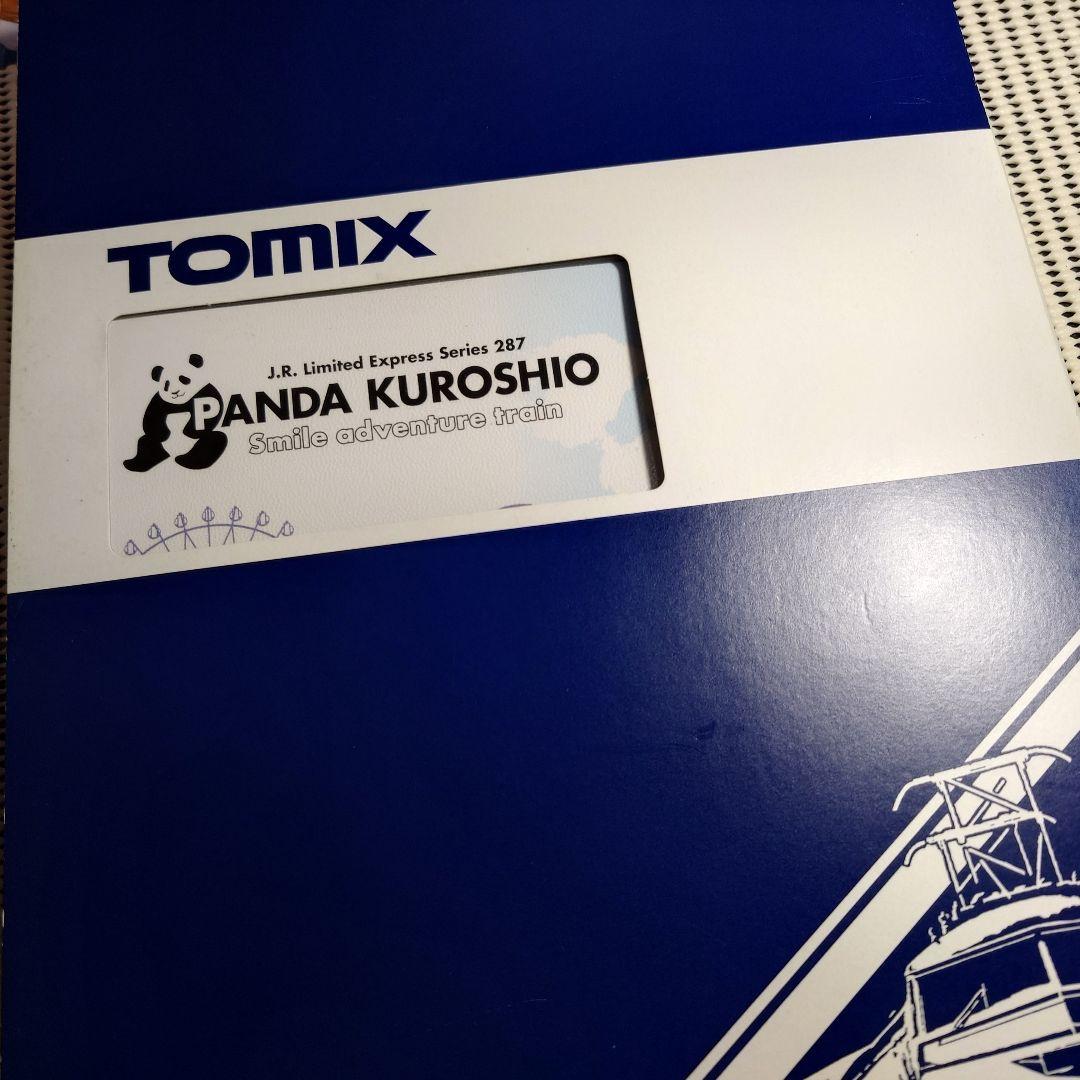 TOMIX
J.R. Limited Express Series 287
PANDA KUROSHIO
Smile adventure train